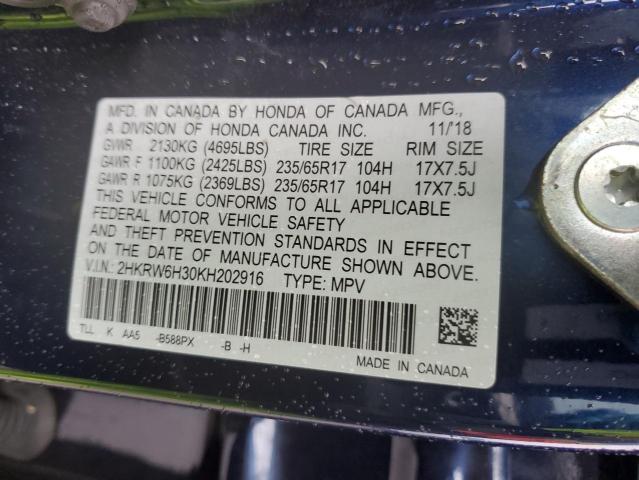 MFD. IN CANADA BY HONDA OF CANADA MFG.,
A DIVISION OF HONDA CANADA INC. 11/'18
GVWR 2130KG (4695LBS) TIRE SIZE RIM SIZE
GAWR F 1100KG (2425LBS) 235/65R17 104H 17X7.5J
GAWR R 1075KG (2369LBS) 235/65R17 104H 17X7.5J
THIS VEHICLE CONFORMS TO ALL APPLICABLE
FEDERAL MOTOR VEHICLE SAFETY
AND THEFT PREVENTION STANDARDS IN EFFECT
ON THE DATE OF MANUFACTURE SHOWN ABOVE.
V.I.N.: 2HKRW6H30KH202916 TYPE: MPV
TLL K AA5 -B588PX -B -H
MADE IN CANADA